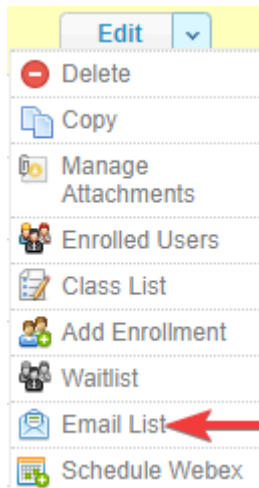 Edit
Delete
Copy
Manage
Attachments
Enrolled Users
Class List
Add Enrollment
Waitlist
Email List
Schedule Webex